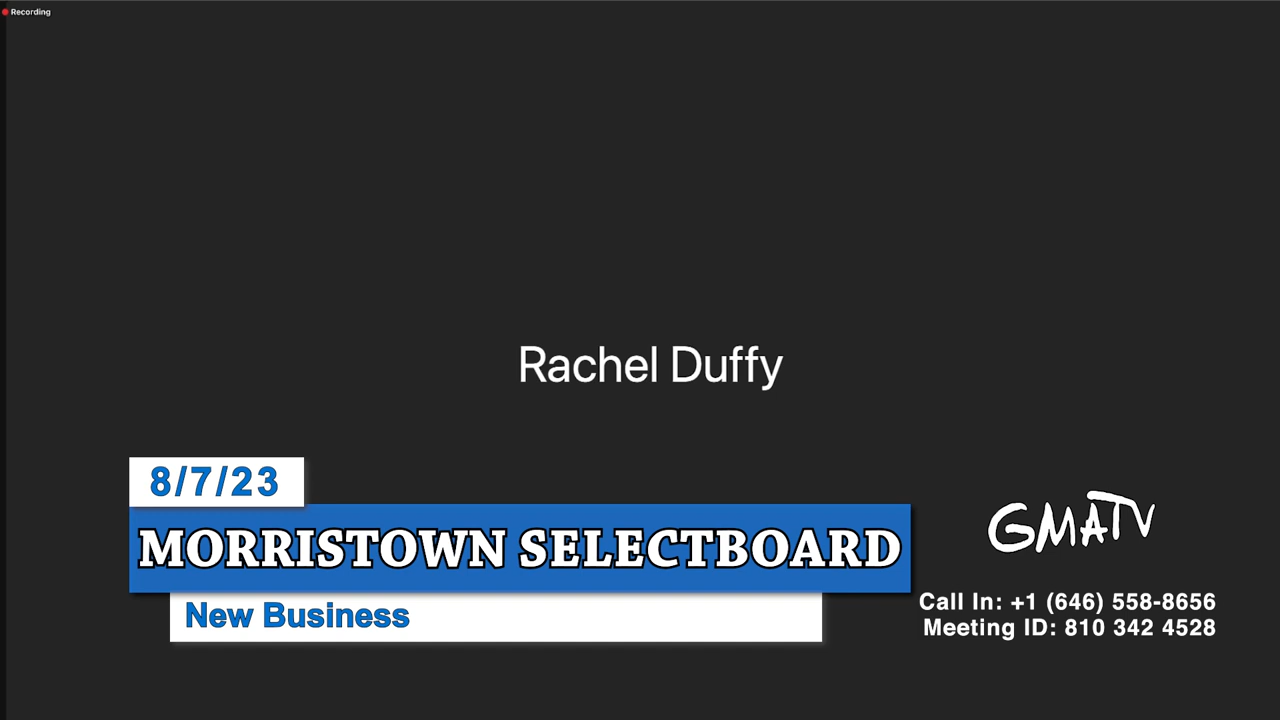 Recording
Rachel Duffy
8/7/23
MORRISTOWN SELECTBOARD
New Business
GMATV
Call In: +1 (646) 558-8656
Meeting ID: 810 342 4528